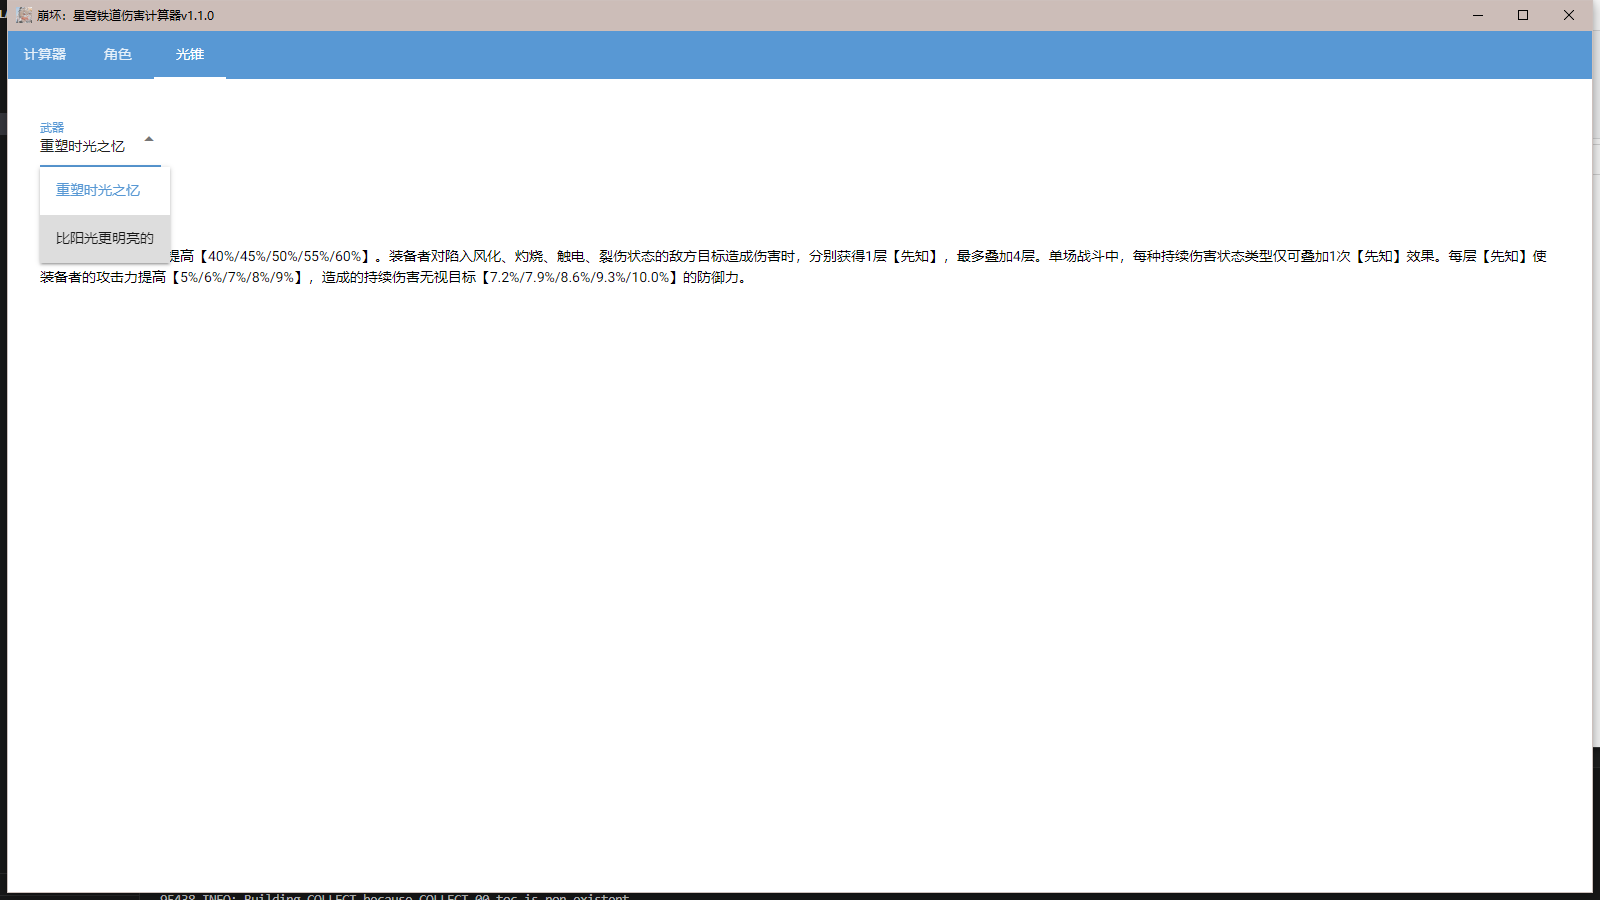 崩坏：星穹铁道伤害计算器v1.1.0
计算器 角色 光锥
武器
重塑时光之忆
重塑时光之忆
比阳光更明亮的
提高【40%/45%/50%/55%/60%】。装备者对陷入风化、灼烧、触电、裂伤状态的敌方目标造成伤害时，分别获得1层【先知】，最多叠加4层。单场战斗中，每种持续伤害状态类型仅可叠加1次【先知】效果。每层【先知】使
装备者的攻击力提高【5%/6%/7%/8%/9%】，造成的持续伤害无视目标【7.2%/7.9%/8.6%/9.3%/10.0%】的防御力。
95438 INFO: Building COLLECT because COLLECT-00.toc is non existent